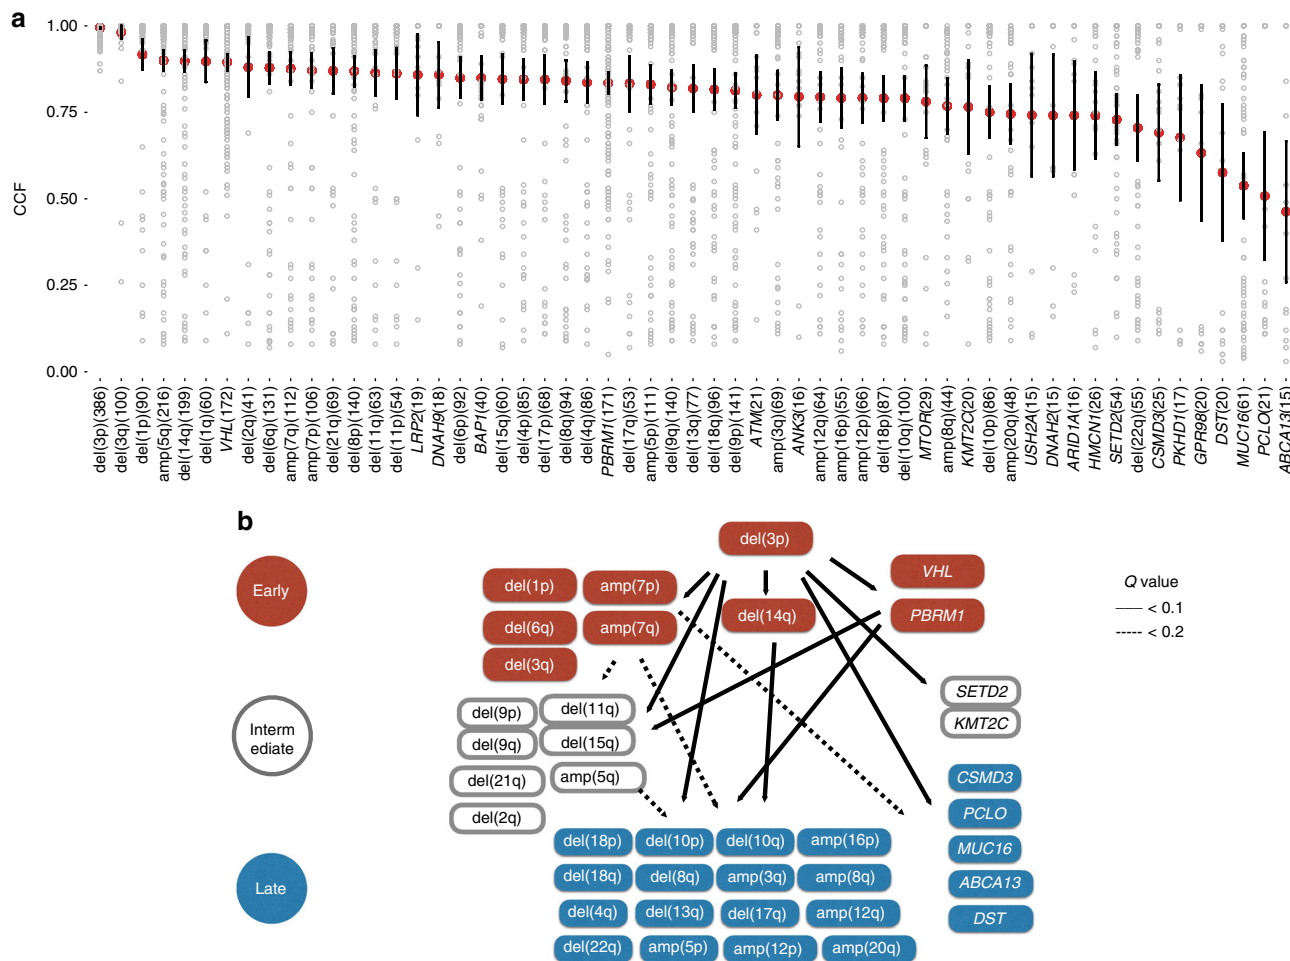 a
CCF
1.00
0.75
0.50
0.25
0.00
del(3p)(386)
del(3q)(100)
del(1p)(90)
amp(5q)(216)
del(14q)(199)
del(1q)(60)
VHL(172)
del(2q)(41)
del(6q)(131)
amp(7q)(112)
amp(7p)(106)
del(21q)(69)
del(8p)(140)
del(11q)(63)
del(11p)(54)
LRP2(19)
DNAH9(18)
del(6p)(92)
BAP1(40)
del(15q)(60)
del(4p)(85)
del(17p)(68)
del(8q)(94)
del(4q)(86)
PBRM1(171)
del(17q)(53)
amp(5p)(111)
del(9q)(140)
del(13q)(77)
del(18q)(96)
del(9p)(141)
ATM(21)
amp(3q)(69)
ANK3(16)
amp(12q)(64)
amp(16p)(55)
amp(12p)(66)
del(18p)(87)
del(10q)(100)
MTOR(29)
amp(8q)(44)
KMT2C(20)
del(10p)(86)
amp(20q)(48)
USH2A(15)
DNAH2(15)
ARID1A(16)
HMCN1(26)
SETD2(54)
del(22q)(55)
CSMD3(25)
PKHD1(17)
GPR98(20)
DST(20)
MUC16(61)
PCLO(21)
ABCA13(15)
b
Early
Interm
ediate
Late
del(3p)
del(1p)
amp(7p)
del(6q)
amp(7q)
del(3q)
del(14q)
VHL
PBRM1
Q value
< 0.1
< 0.2
del(9p)
del(11q)
del(9q)
del(15q)
del(21q)
amp(5q)
del(2q)
SETD2
KMT2C
CSMD3
PCLO
MUC16
ABCA13
DST
del(18p)
del(10p)
del(10q)
amp(16p)
del(18q)
del(8q)
amp(3q)
amp(8q)
del(4q)
del(13q)
del(17q)
amp(12q)
del(22q)
amp(5p)
amp(12p)
amp(20q)